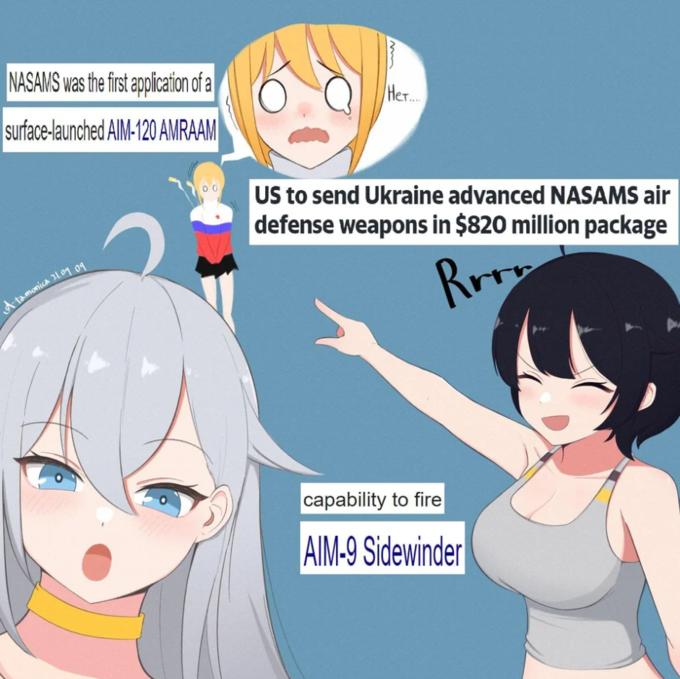 NASAMS was the first application of a
surface-launched AIM-120 AMRAAM
Нет....
US to send Ukraine advanced NASAMS air
defense weapons in $820 million package
Rrrr
capability to fire
AIM-9 Sidewinder